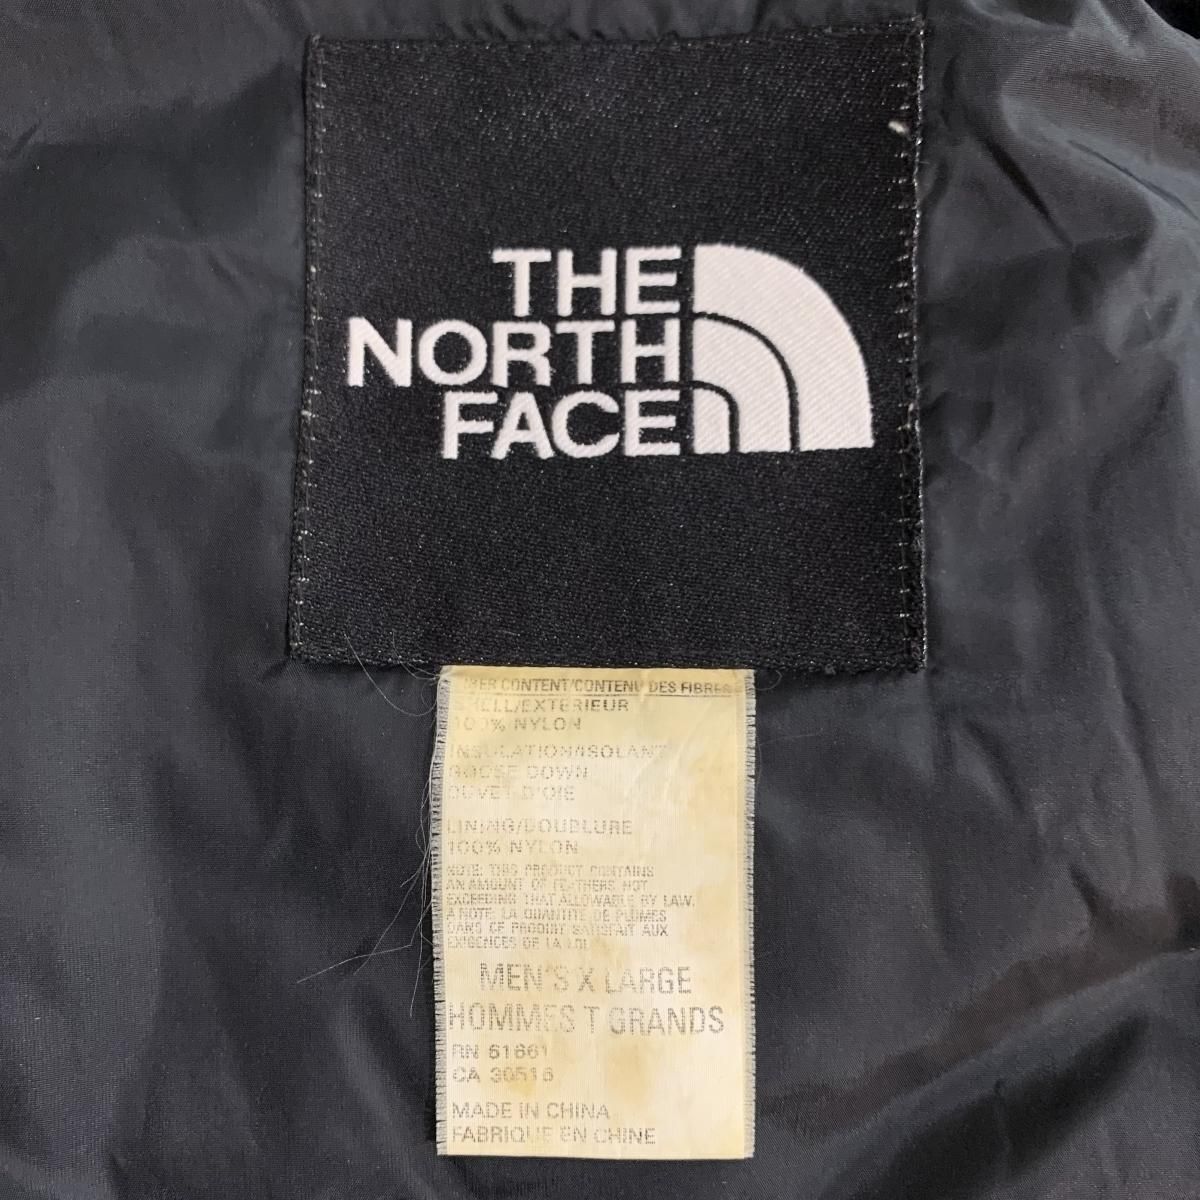 THE
NORTH
FACE
FIBER CONTENT/CONTENU DES FIBRES
SHELL/EXTERIEUR
100% NYLON
INSULATION/ISOLANT
GOOSE DOWN
DUVET D'OIE
LINING/DOUBLURE
100% NYLON
NOTE: THIS PRODUCT CONTAINS
AN AMOUNT OF FEATHERS NOT
EXCEEDING THAT ALLOWABLE BY LAW.
A NOTE: LA QUANTITE DE PLUMES
DANS CE PRODUIT SATISFAIT AUX
EXIGENCES DE LA LOI
MEN'S X LARGE
HOMMES T GRANDS
RN 61661
CA 30516
MADE IN CHINA
FABRIQUE EN CHINE